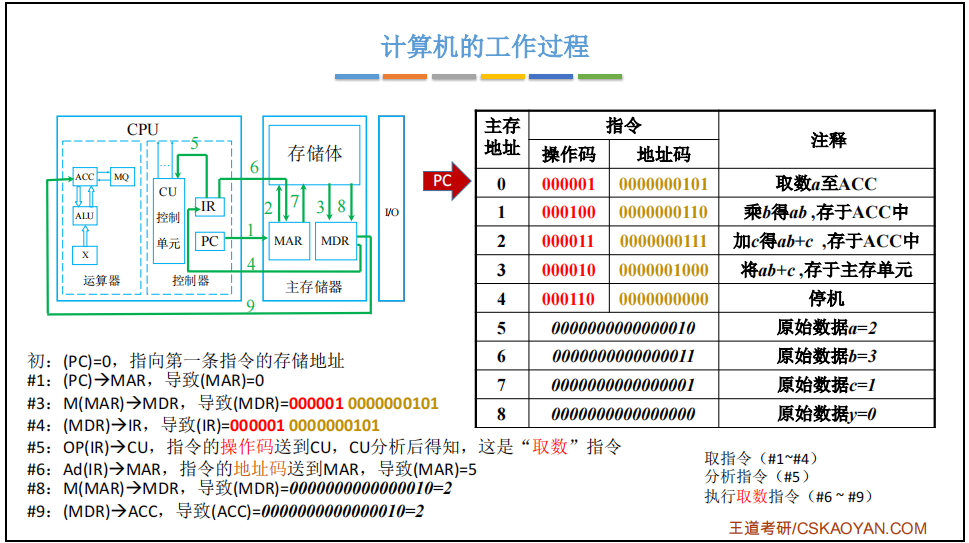 计算机的工作过程
CPU
ACC
MQ
ALU
X
运算器
CU
控制
单元
IR
PC
控制器
5
6
1
4
9
存储体
2
7
3
8
MAR
MDR
主存储器
I/O
PC
主存地址 指令 注释
操作码 地址码
0 000001 0000000101 取数a至ACC
1 000100 0000000110 乘b得ab ,存于ACC中
2 000011 0000000111 加c得ab+c ,存于ACC中
3 000010 0000001000 将ab+c ,存于主存单元
4 000110 0000000000 停机
5 0000000000000010 原始数据a=2
6 0000000000000011 原始数据b=3
7 0000000000000001 原始数据c=1
8 0000000000000000 原始数据y=0
初：(PC)=0，指向第一条指令的存储地址
#1：(PC)→MAR，导致(MAR)=0
#3：M(MAR)→MDR，导致(MDR)=000001 0000000101
#4：(MDR)→IR，导致(IR)=000001 0000000101
#5：OP(IR)→CU，指令的操作码送到CU，CU分析后得知，这是“取数”指令
#6：Ad(IR)→MAR，指令的地址码送到MAR，导致(MAR)=5
#8：M(MAR)→MDR，导致(MDR)=0000000000000010=2
#9：(MDR)→ACC，导致(ACC)=0000000000000010=2
取指令（#1~#4）
分析指令（#5）
执行取数指令（#6 ~ #9）
王道考研/CSKAOYAN.COM